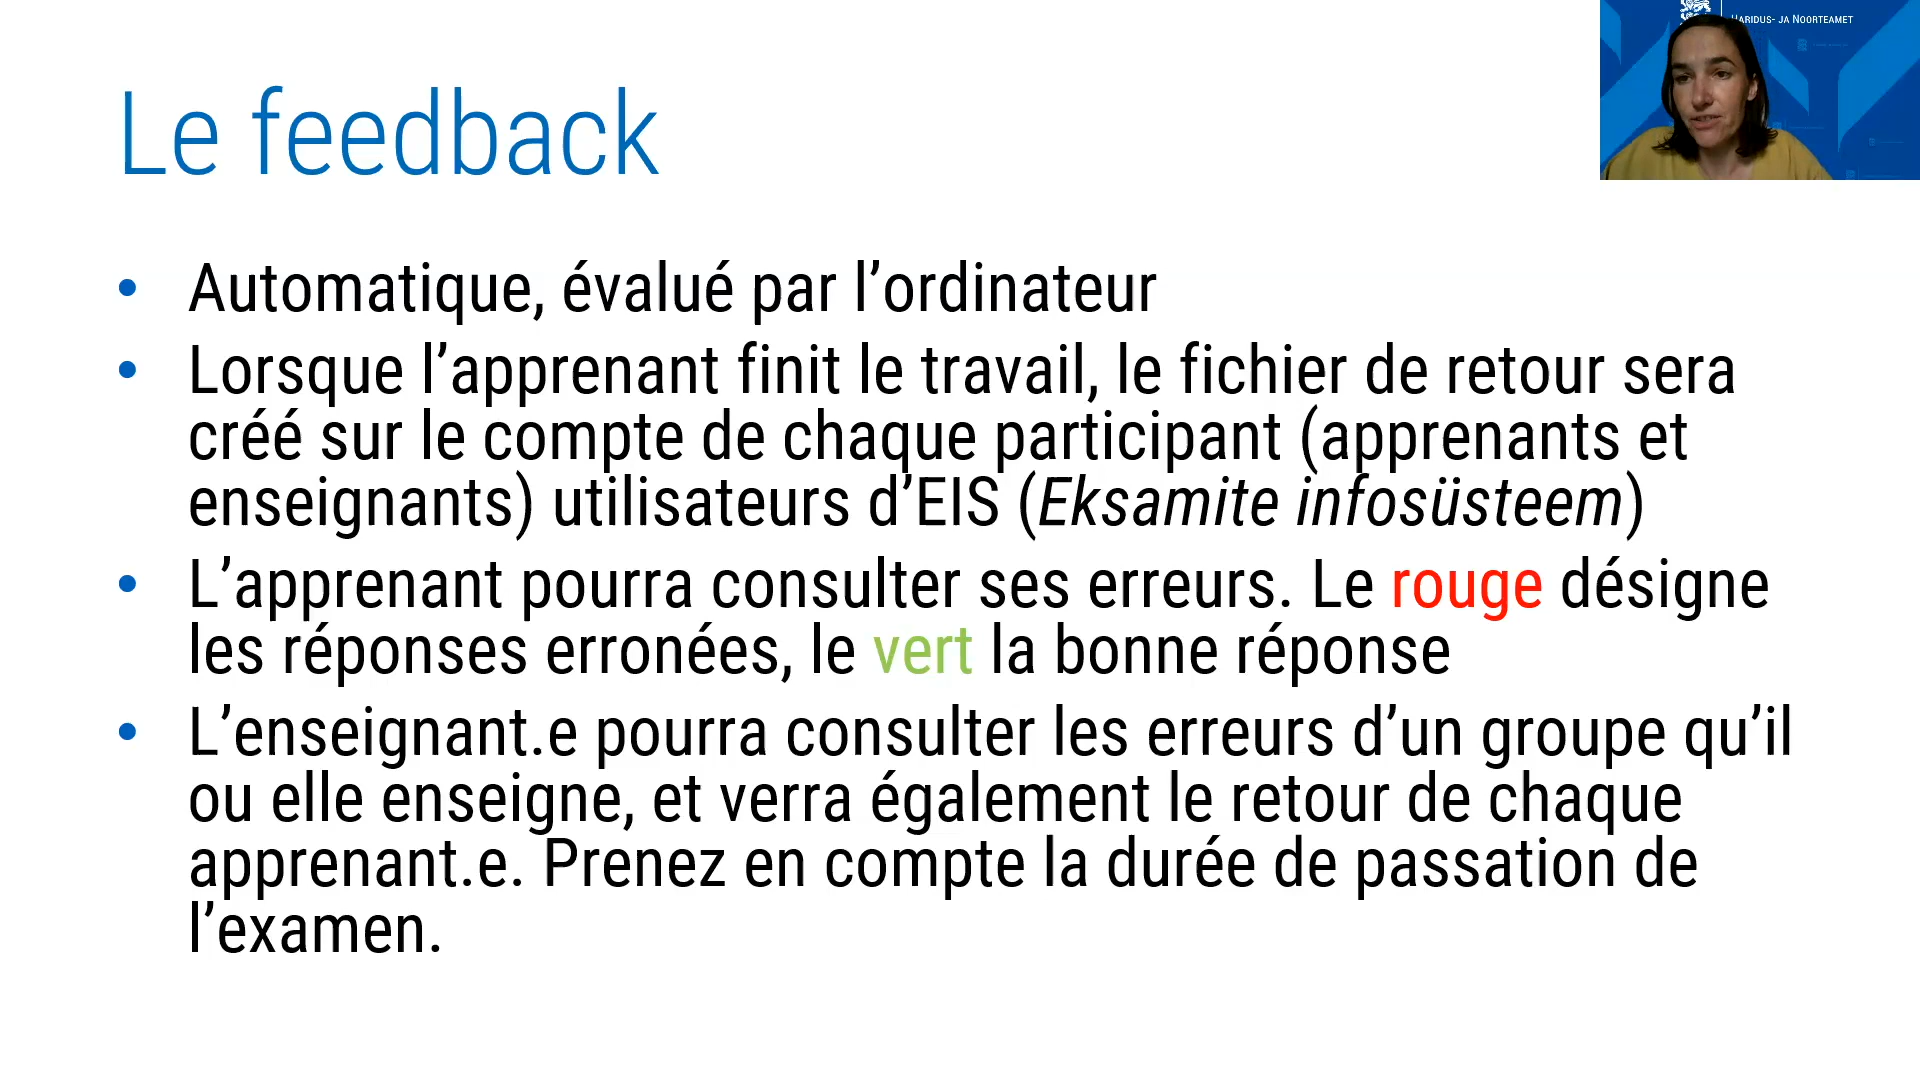 HARIDUS- JA NOORTEAMET
Le feedback
• Automatique, évalué par l’ordinateur
• Lorsque l’apprenant finit le travail, le fichier de retour sera
créé sur le compte de chaque participant (apprenants et
enseignants) utilisateurs d’EIS (Eksamite infosüsteem)
• L’apprenant pourra consulter ses erreurs. Le rouge désigne
les réponses erronées, le vert la bonne réponse
• L’enseignant.e pourra consulter les erreurs d’un groupe qu’il
ou elle enseigne, et verra également le retour de chaque
apprenant.e. Prenez en compte la durée de passation de
l’examen.